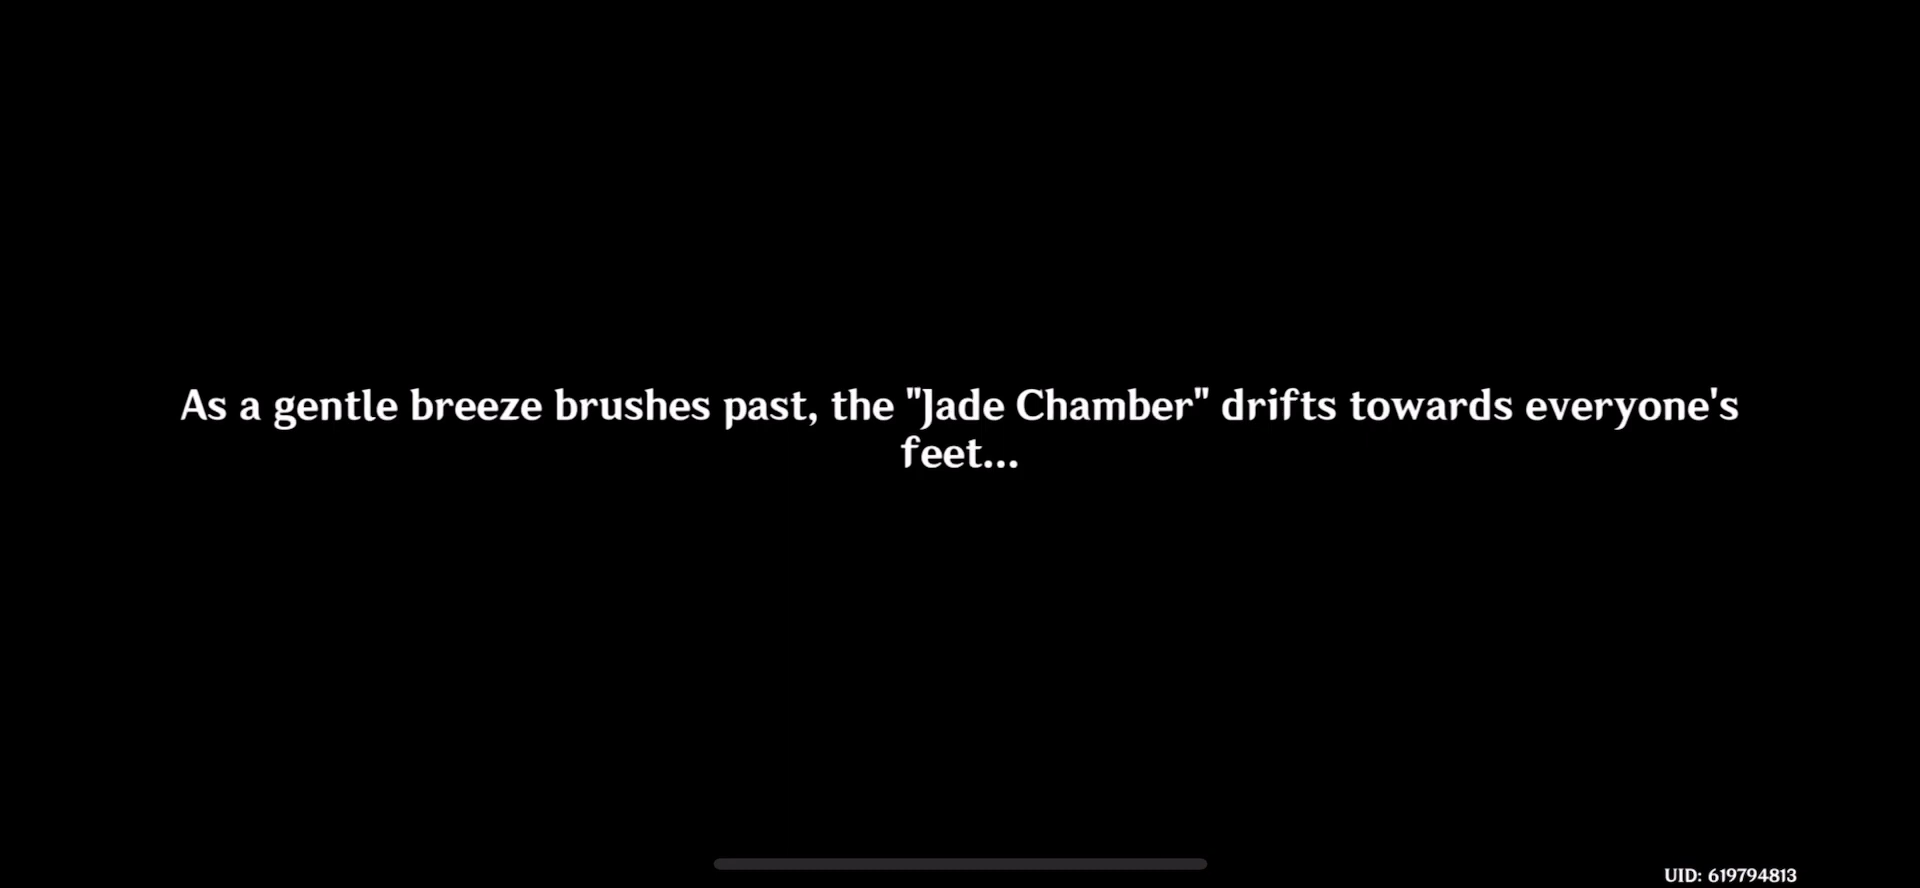 As a gentle breeze brushes past, the "Jade Chamber" drifts towards everyone's
feet...
UID: 619794813